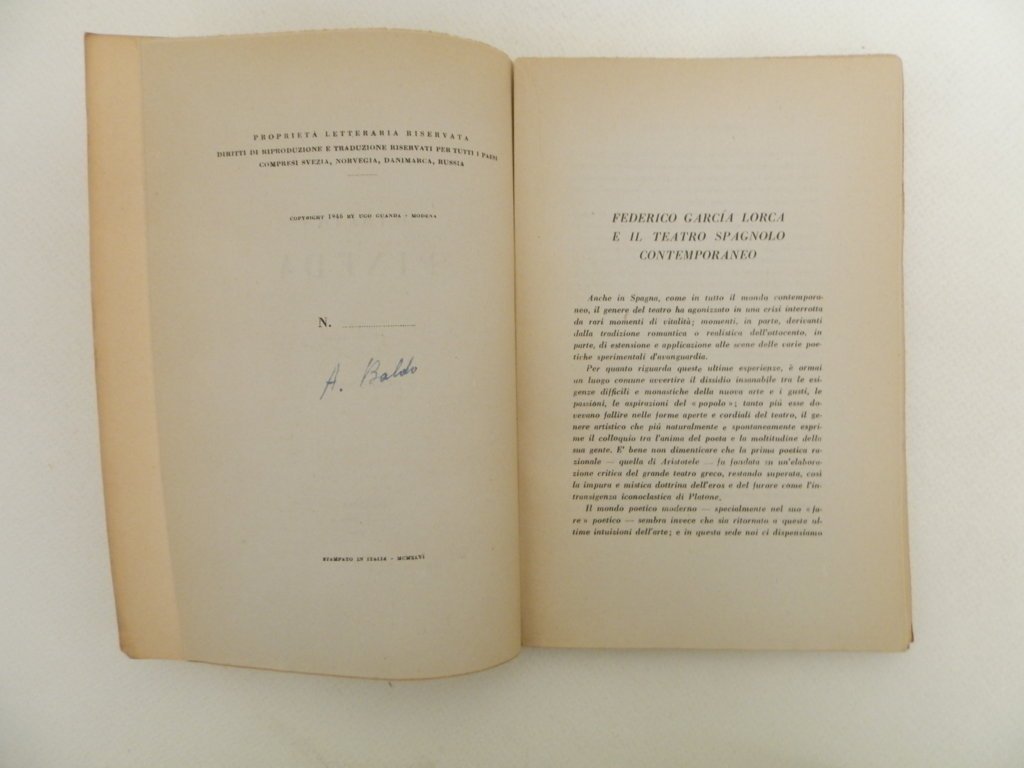 PROPRIETÀ LETTERARIA RISERVATA
DIRITTI DI RIPRODUZIONE E TRADUZIONE RISERVATI PER TUTTI I PAESI
COMPRESI SVEZIA, NORVEGIA, DANIMARCA, RUSSIA
COPYRIGHT 1946 BY UGO GUANDA - MODENA
N.
A. Baldo
STAMPATO IN ITALIA - MCMXLVI
FEDERICO GARCÍA LORCA
E IL TEATRO SPAGNOLO
CONTEMPORANEO
Anche in Spagna, come in tutto il mondo contempora-
neo, il genere del teatro ha agonizzato in una crisi interrotta
da rari momenti di vitalità; momenti, in parte, derivanti
dalla tradizione romantica o realistica dell'ottocento, in
parte, di estensione e applicazione alle scene delle varie poe-
tiche sperimentali d'avanguardia.
Per quanto riguarda queste ultime esperienze, è ormai
un luogo comune avvertire il dissidio insanabile tra le esi-
genze difficili e monastiche della nuova arte e i gusti, le
passioni, le aspirazioni del «popolo»; tanto più esse do-
vevano fallire nelle forme aperte e cordiali del teatro, il ge-
nere artistico che più naturalmente e spontaneamente espri-
me il colloquio tra l'anima del poeta e la moltitudine della
sua gente. E' bene non dimenticare che la prima poetica ra-
zionale — quella di Aristotele — fu fondata su un'elabora-
zione critica del grande teatro greco, restando superata, così
la impura e mistica dottrina dell'eros e del furore come l'in-
transigenza iconoclastica di Platone.
Il mondo poetico moderno — specialmente nel suo «fa-
re» poetico — sembra invece che sia ritornato a queste ul-
time intuizioni dell'arte; e in questa sede noi ci dispensiamo